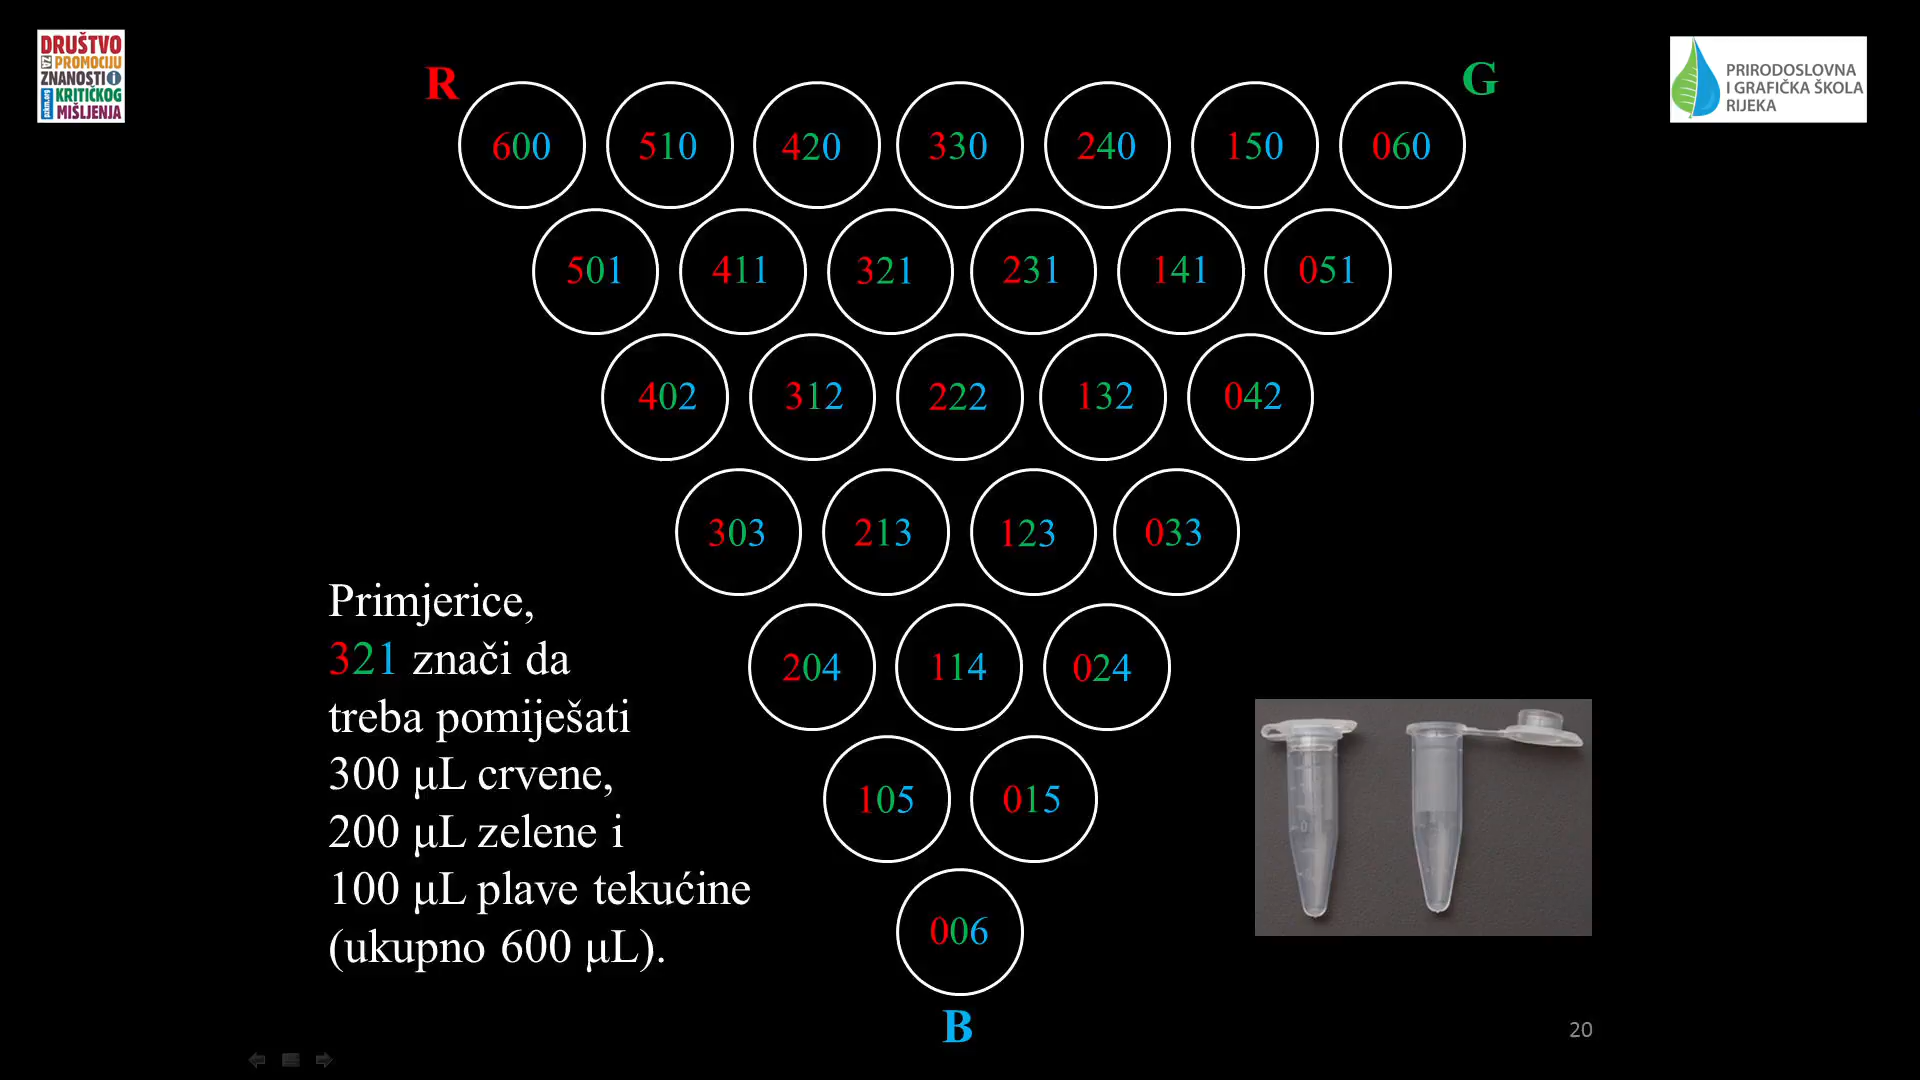 DRUŠTVO
ZA PROMOCIJU
ZNANOSTI i
pzkm.org KRITIČKOG
MIŠLJENJA
R
G
PRIRODOSLOVNA
I GRAFIČKA ŠKOLA
RIJEKA
600 510 420 330 240 150 060
501 411 321 231 141 051
402 312 222 132 042
303 213 123 033
204 114 024
105 015
006
B
Primjerice,
321 znači da
treba pomiješati
300 μL crvene,
200 μL zelene i
100 μL plave tekućine
(ukupno 600 μL).
20